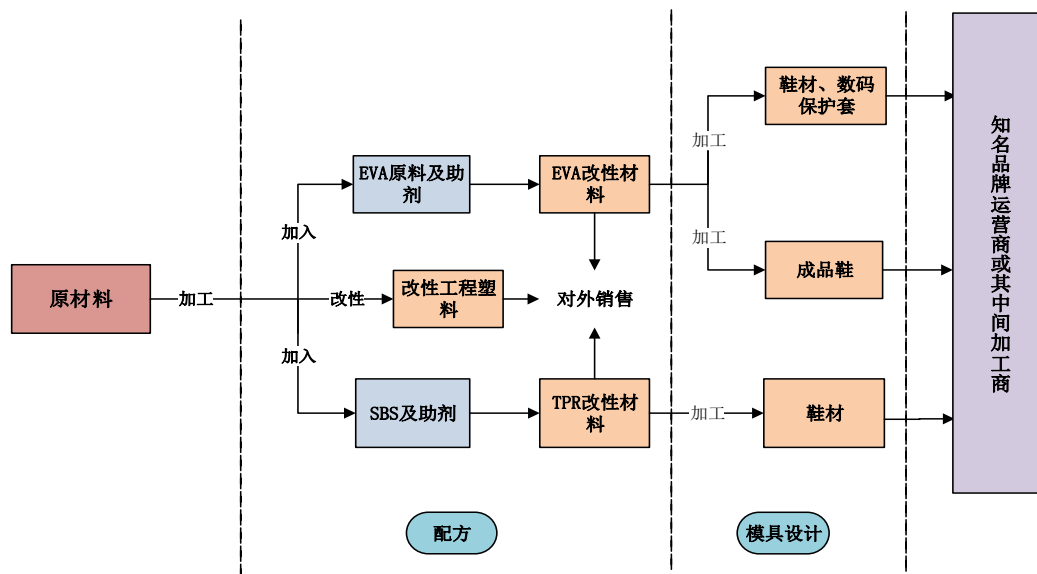 原材料
加工
加入
改性
加入
EVA原料及助
剂
改性工程塑
料
SBS及助剂
EVA改性材
料
对外销售
TPR改性材
料
配方
加工
加工
加工
鞋材、数码
保护套
成品鞋
鞋材
模具设计
知名品牌运营商或其中间加工商